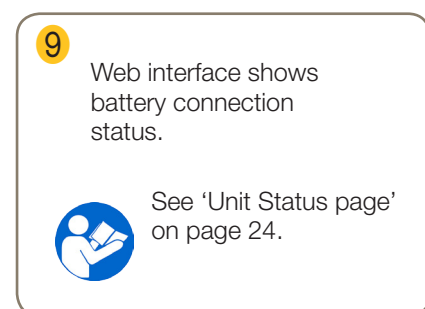 9
Web interface shows
battery connection
status.
See ‘Unit Status page’
on page 24.